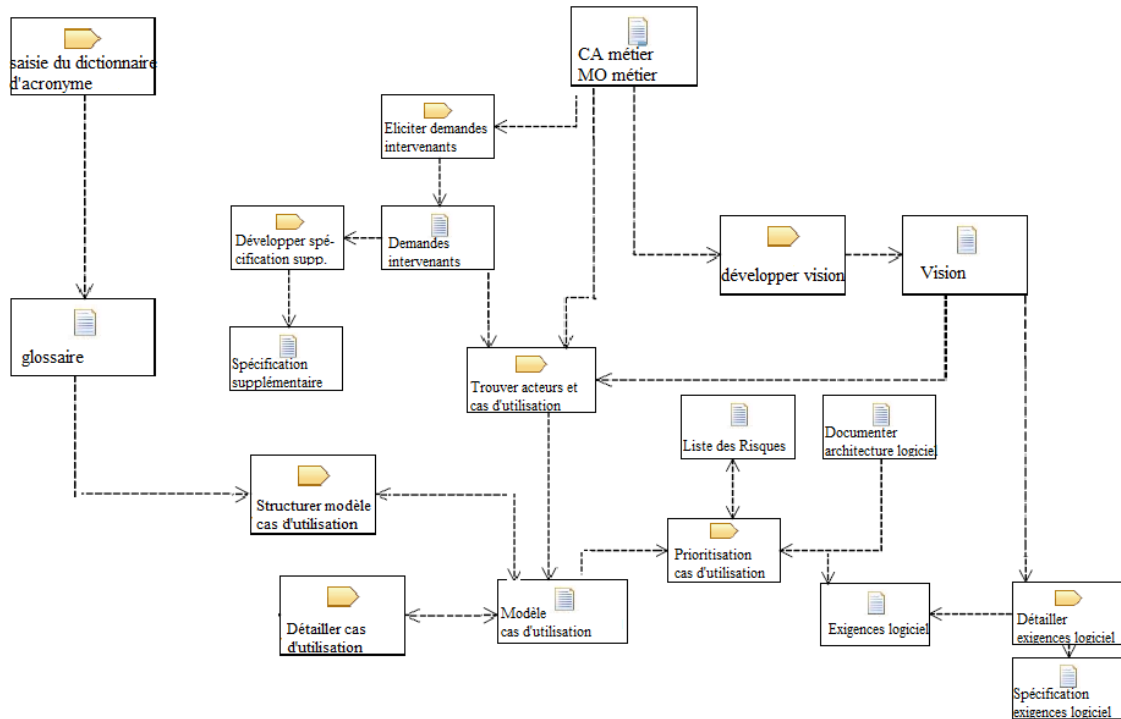 saisie du dictionnaire
d'acronyme
CA métier
MO métier
Eliciter demandes
intervenants
Développer spé-
cification supp.
Demandes
intervenants
développer vision
Vision
glossaire
Spécification
supplémentaire
Trouver acteurs et
cas d'utilisation
Liste des Risques
Documenter
architecture logiciel
Structurer modèle
cas d'utilisation
Prioritisation
cas d'utilisation
Détailler cas
d'utilisation
Modèle
cas d'utilisation
Exigences logiciel
Détailler
exigences logiciel
Spécification
exigences logiciel